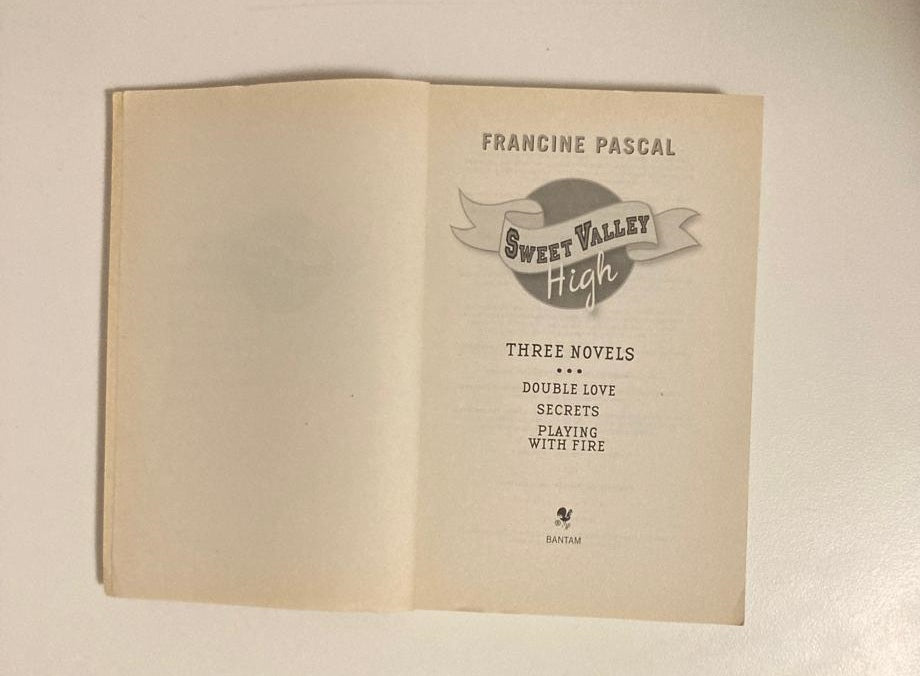 FRANCINE PASCAL
SWEET VALLEY
High
THREE NOVELS
•••
DOUBLE LOVE
SECRETS
PLAYING
WITH FIRE
BANTAM